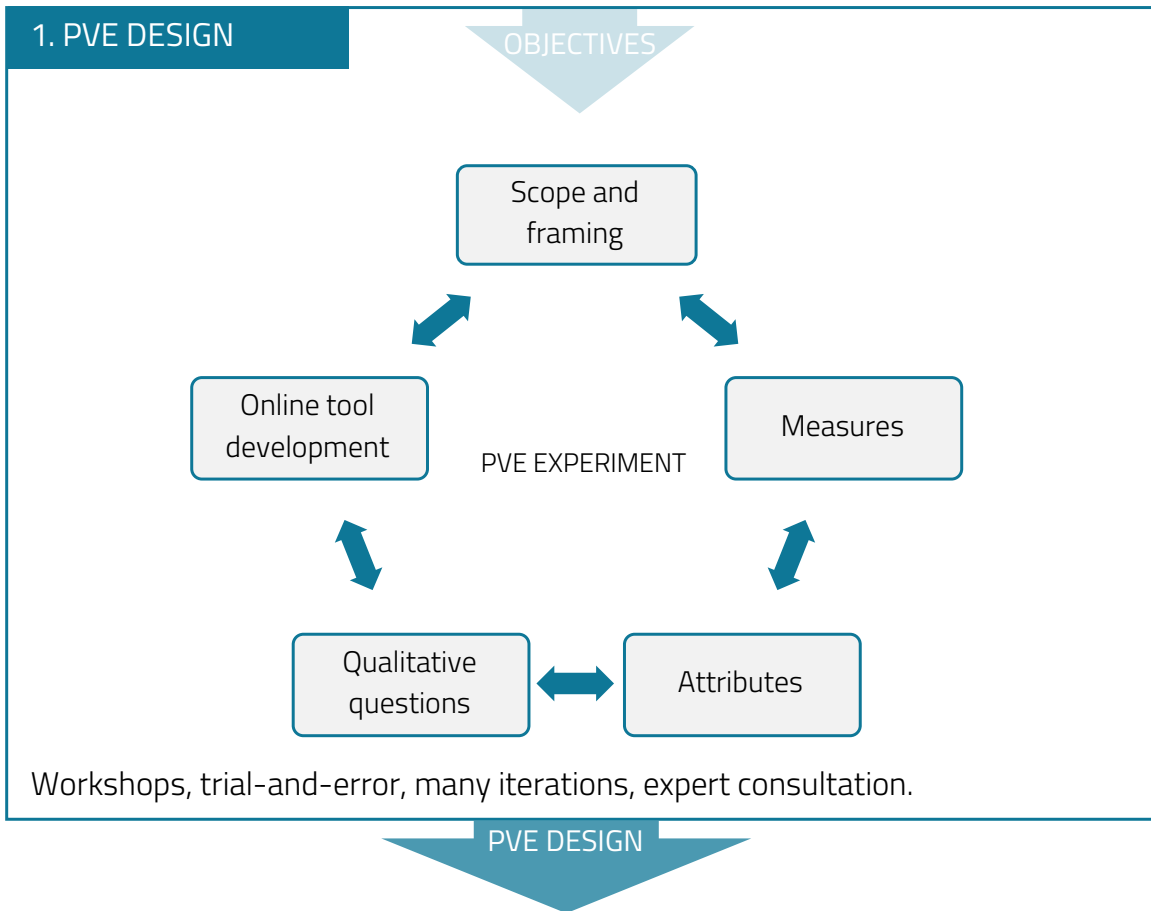 1. PVE DESIGN
OBJECTIVES
Scope and
framing
Online tool
development
Measures
PVE EXPERIMENT
Qualitative
questions
Attributes
Workshops, trial-and-error, many iterations, expert consultation.
PVE DESIGN